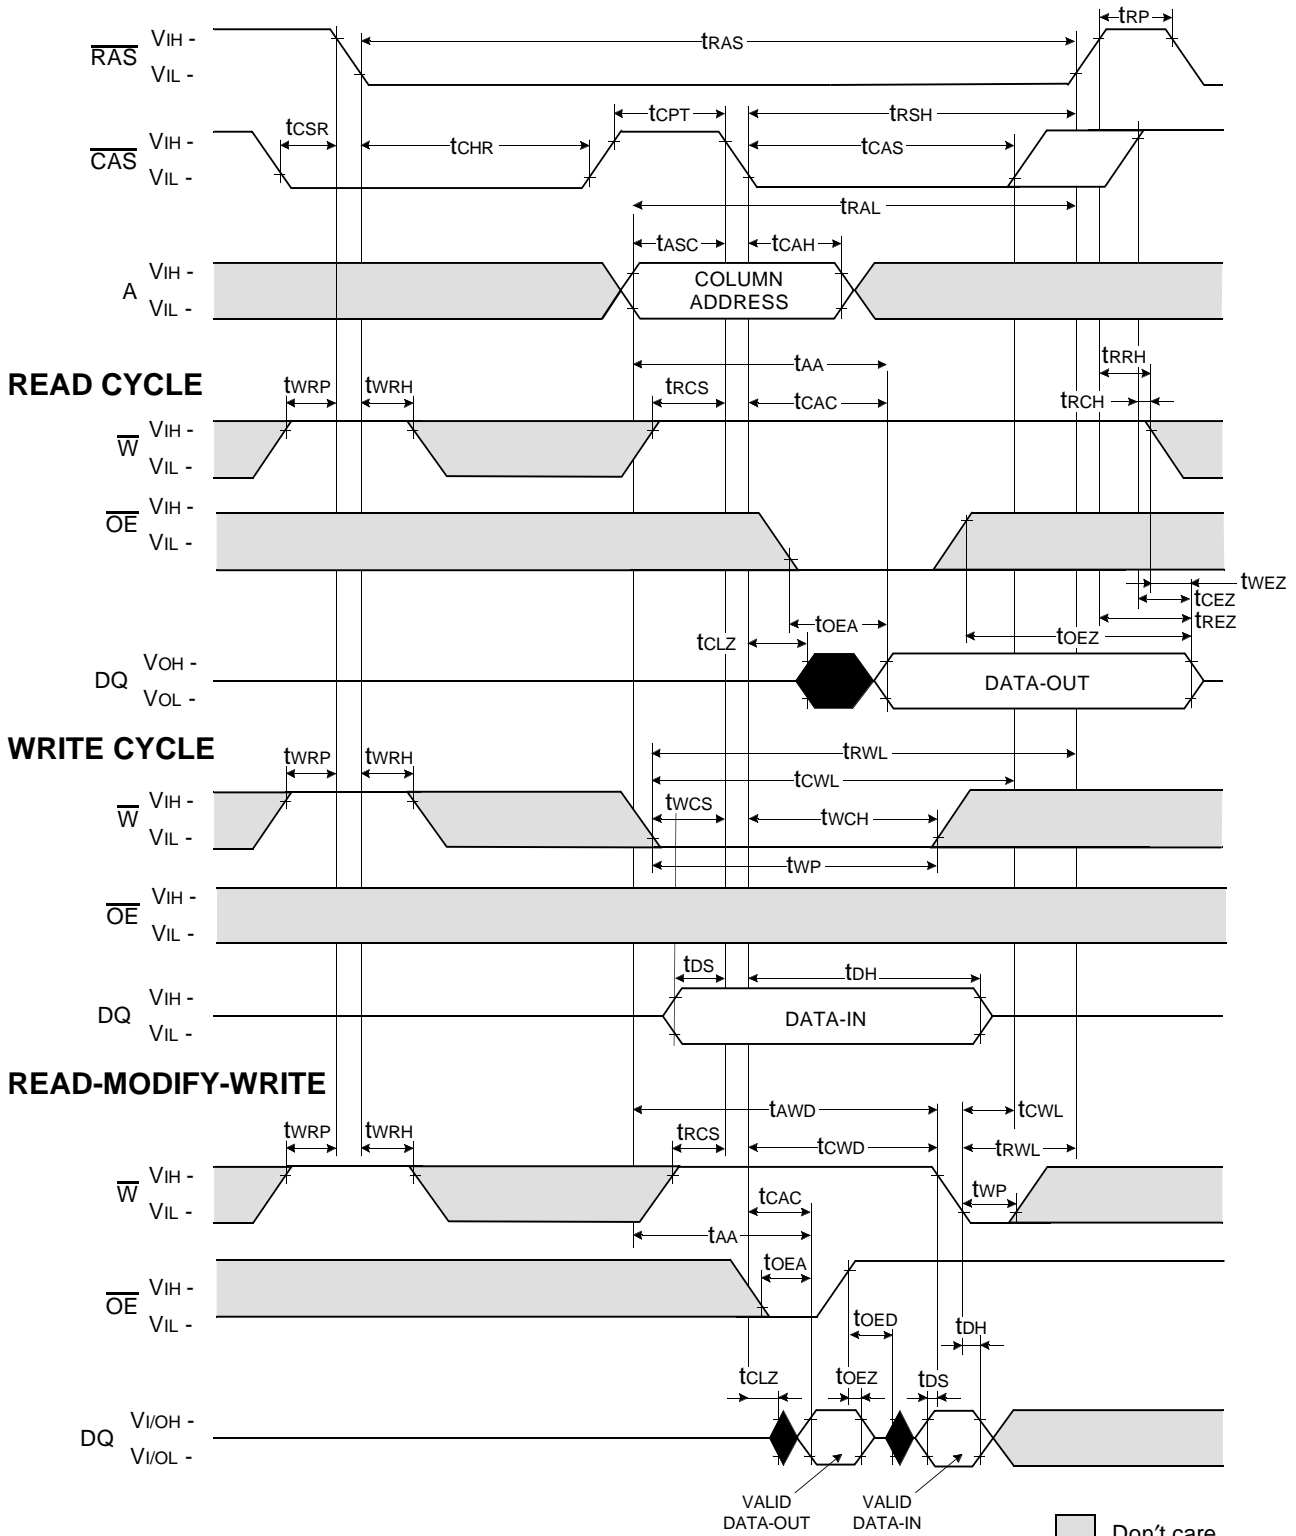 tRP
RAS VIH -
tRAS
VIL -
tCPT tRSH
tCSR
CAS VIH -
tCHR tCAS
VIL -
tRAL
tASC tCAH
A VIH -
COLUMN
ADDRESS
VIL -
tAA tRRH
READ CYCLE
tWRP tWRH tRCS tCAC tRCH
W VIH -
VIL -
OE VIH -
VIL -
tWEZ
tCEZ
tREZ
tOEA tOEZ
tCLZ
DQ VOH -
VOL -
DATA-OUT
WRITE CYCLE
tWRP tWRH tRWL
tCWL
W VIH -
tWCS tWCH
VIL -
tWP
OE VIH -
VIL -
tDS tDH
DQ VIH -
DATA-IN
VIL -
READ-MODIFY-WRITE
tAWD tCWL
tWRP tWRH tRCS tCWD tRWL
W VIH -
VIL -
tCAC tWP
tAA
tOEA
OE VIH -
VIL -
tOED tDH
tCLZ tOEZ tDS
DQ VI/OH -
VI/OL -
VALID
DATA-OUT
VALID
DATA-IN
Don't care